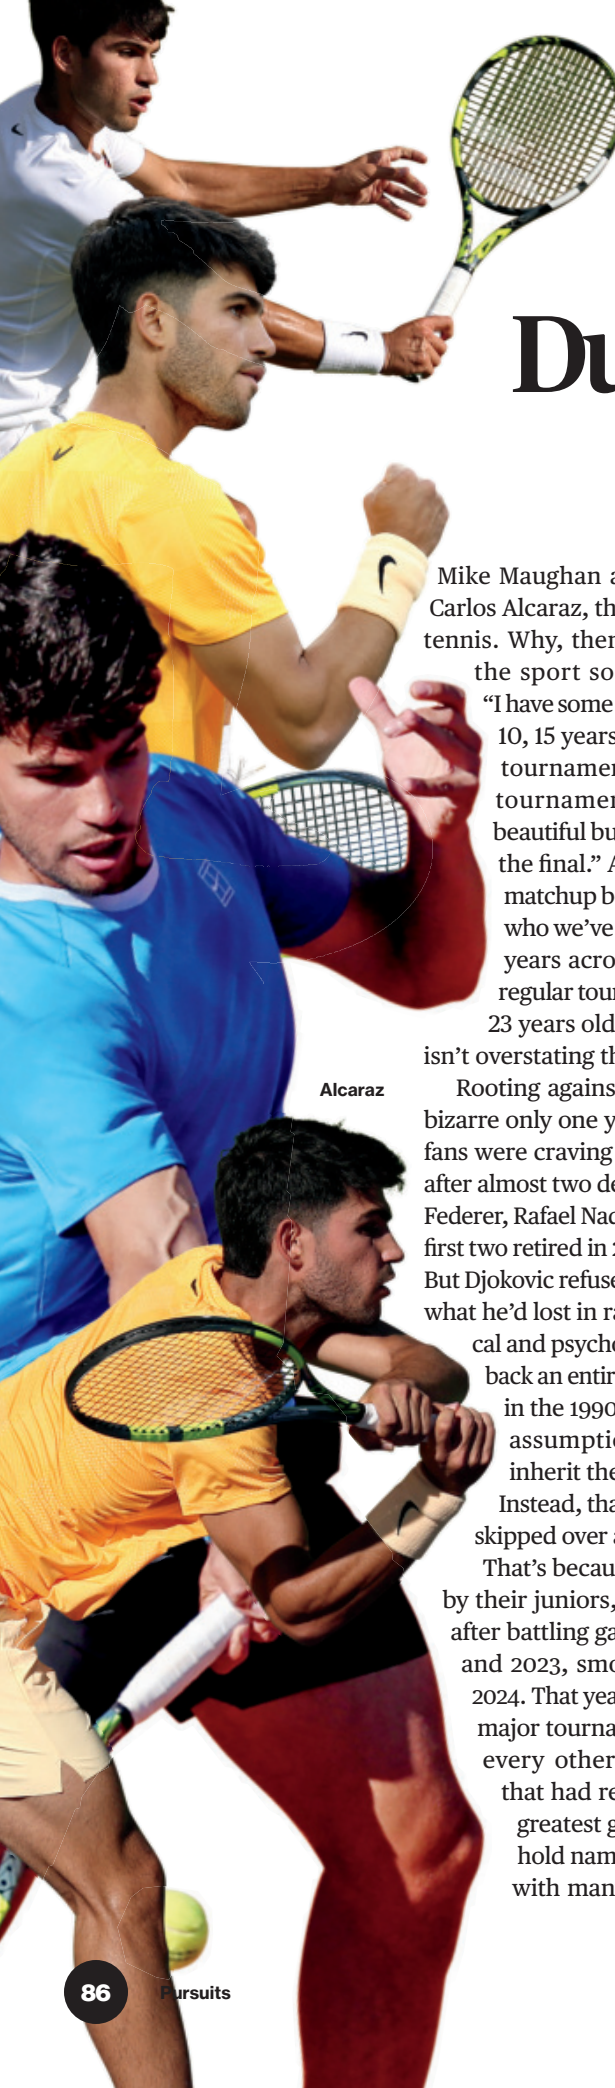 Du
Mike Maughan a
Carlos Alcaraz, th
tennis. Why, then
the sport so
“I have some
10, 15 years
tournamen
tournamen
beautiful bu
the final.” A
matchup b
who we’ve
years acro
regular tour
23 years old
isn’t overstating th
Rooting agains
bizarre only one y
fans were craving
after almost two de
Federer, Rafael Nad
first two retired in 2
But Djokovic refuse
what he’d lost in ra
cal and psycho
back an entir
in the 1990
assumptio
inherit the
Instead, tha
skipped over a
That’s becau
by their juniors,
after battling ga
and 2023, smo
2024. That yea
major tourna
every other
that had re
greatest g
hold nam
with man
Alcaraz
86
Pursuits